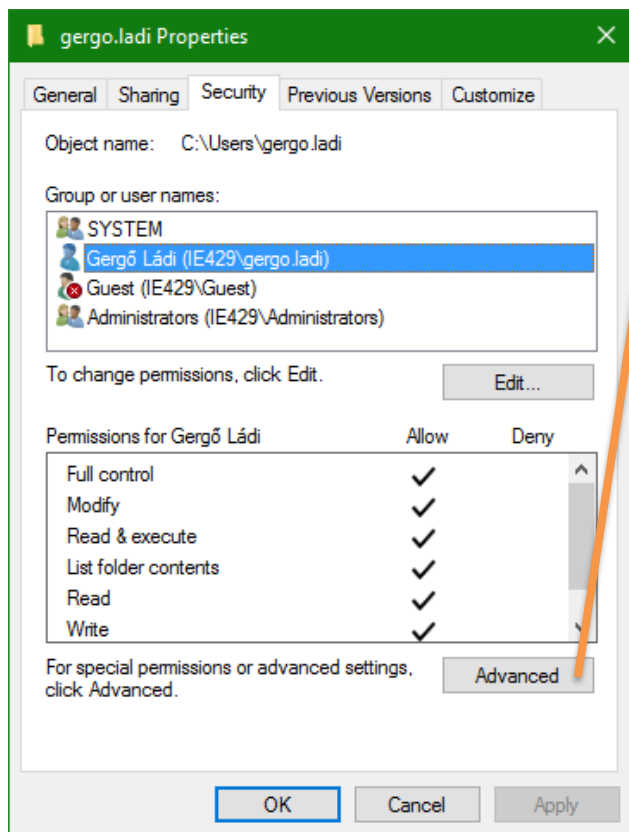 gergo.ladi Properties
General Sharing Security Previous Versions Customize
Object name: C:\Users\gergo.ladi
Group or user names:
SYSTEM
Gergő Ládi (IE429\gergo.ladi)
Guest (IE429\Guest)
Administrators (IE429\Administrators)
To change permissions, click Edit.
Edit...
Permissions for Gergő Ládi Allow Deny
Full control
Modify
Read & execute
List folder contents
Read
Write
For special permissions or advanced settings,
click Advanced.
Advanced
OK Cancel Apply